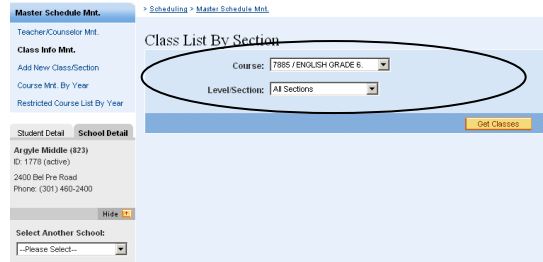 Master Schedule Mnt.
Teacher/Counselor Mnt.
Class Info Mnt.
Add New Class/Section
Course Mnt. By Year
Restricted Course List By Year
Student Detail School Detail
Argyle Middle (823)
ID: 1778 (active)
2400 Bel Pre Road
Phone: (301) 460-2400
Hide
Select Another School:
--Please Select--
> Scheduling > Master Schedule Mnt.
Class List By Section
Course: 7885 / ENGLISH GRADE 6.
Level/Section: All Sections
Get Classes